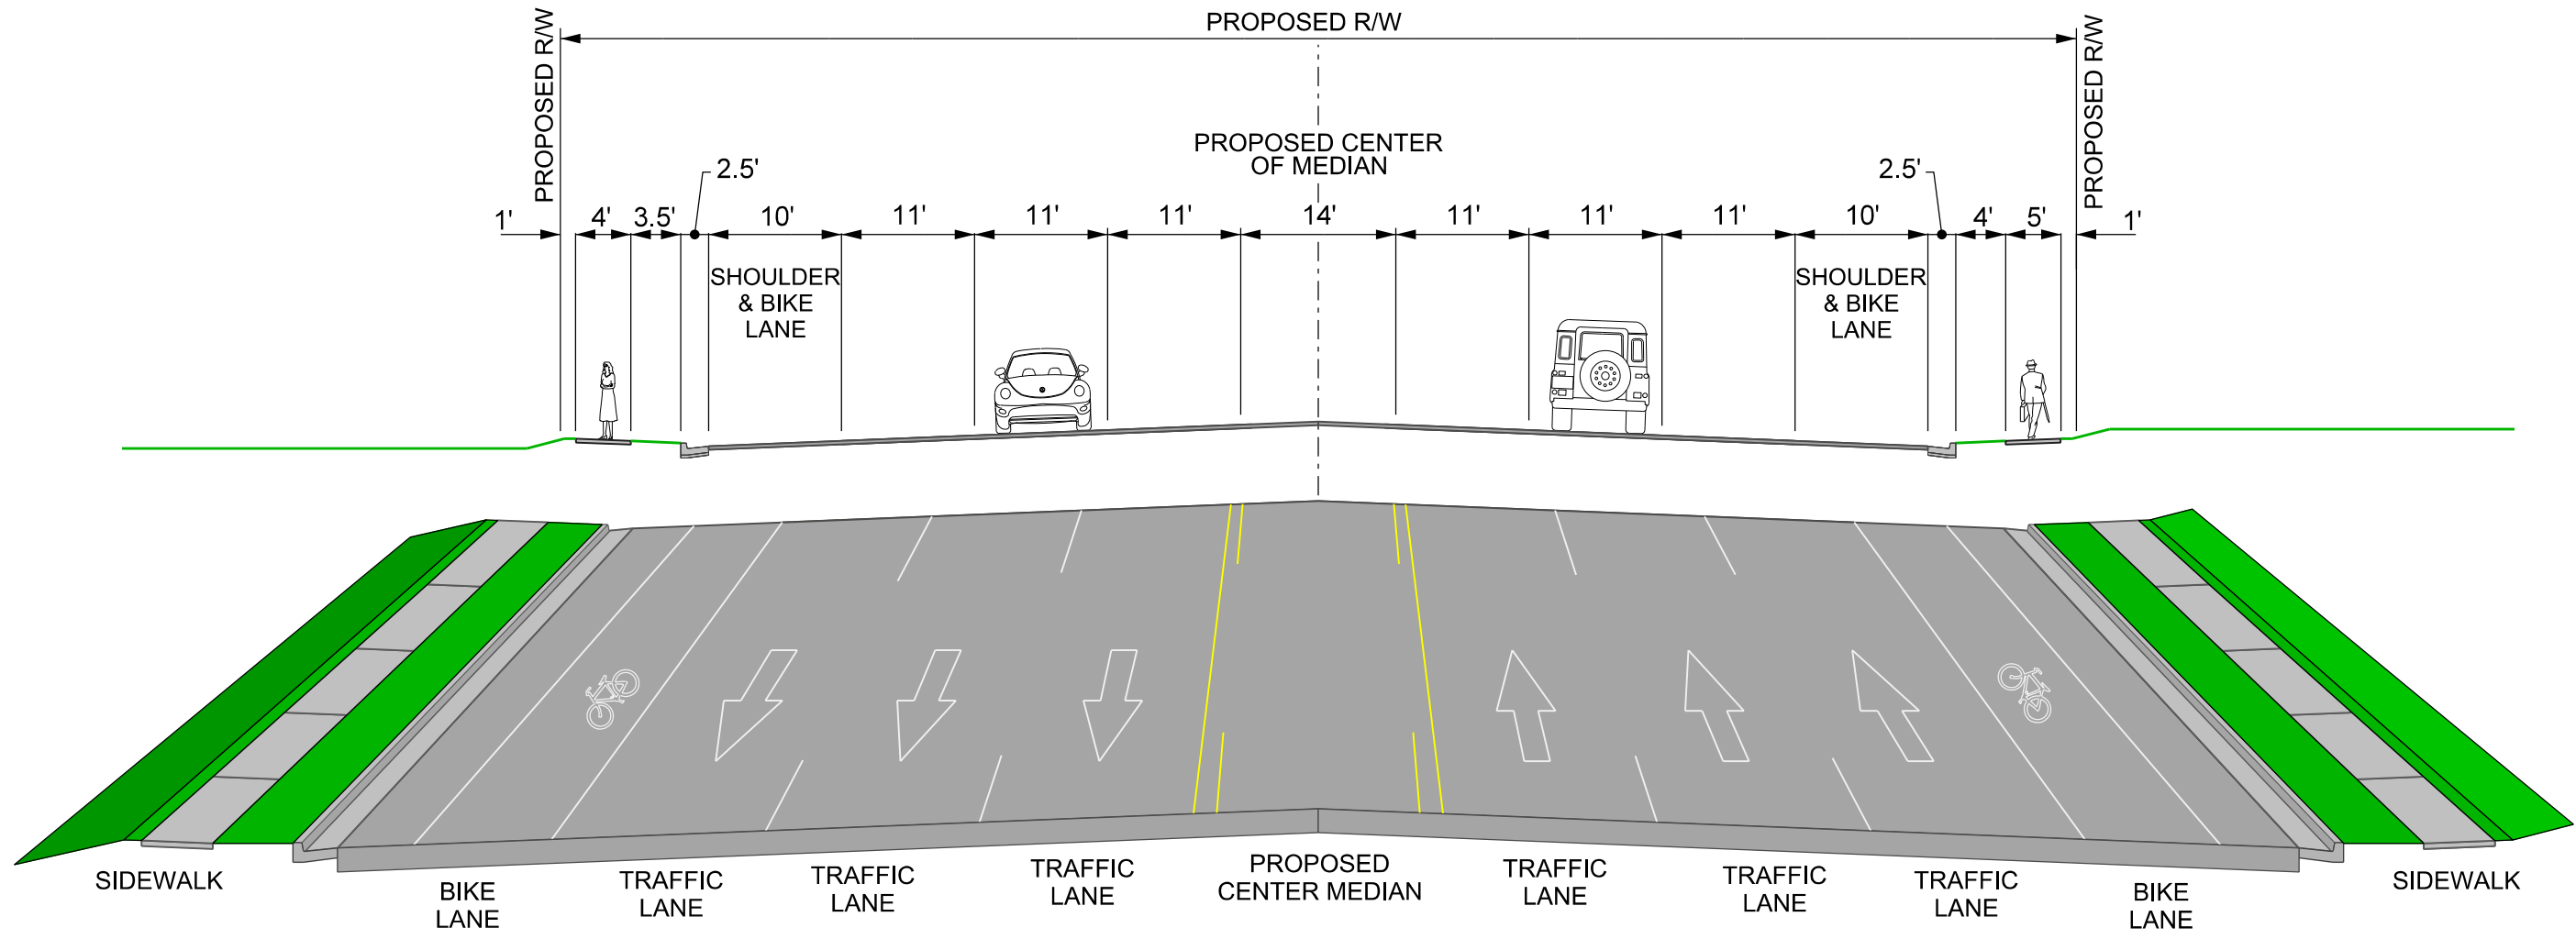 PROPOSED R/W
PROPOSED R/W
PROPOSED R/W
PROPOSED CENTER
OF MEDIAN
2.5'
2.5'
1'
4'
3.5'
10'
11'
11'
11'
14'
11'
11'
11'
10'
4'
5'
1'
SHOULDER
& BIKE
LANE
SHOULDER
& BIKE
LANE
SIDEWALK
BIKE
LANE
TRAFFIC
LANE
TRAFFIC
LANE
TRAFFIC
LANE
PROPOSED
CENTER MEDIAN
TRAFFIC
LANE
TRAFFIC
LANE
TRAFFIC
LANE
BIKE
LANE
SIDEWALK